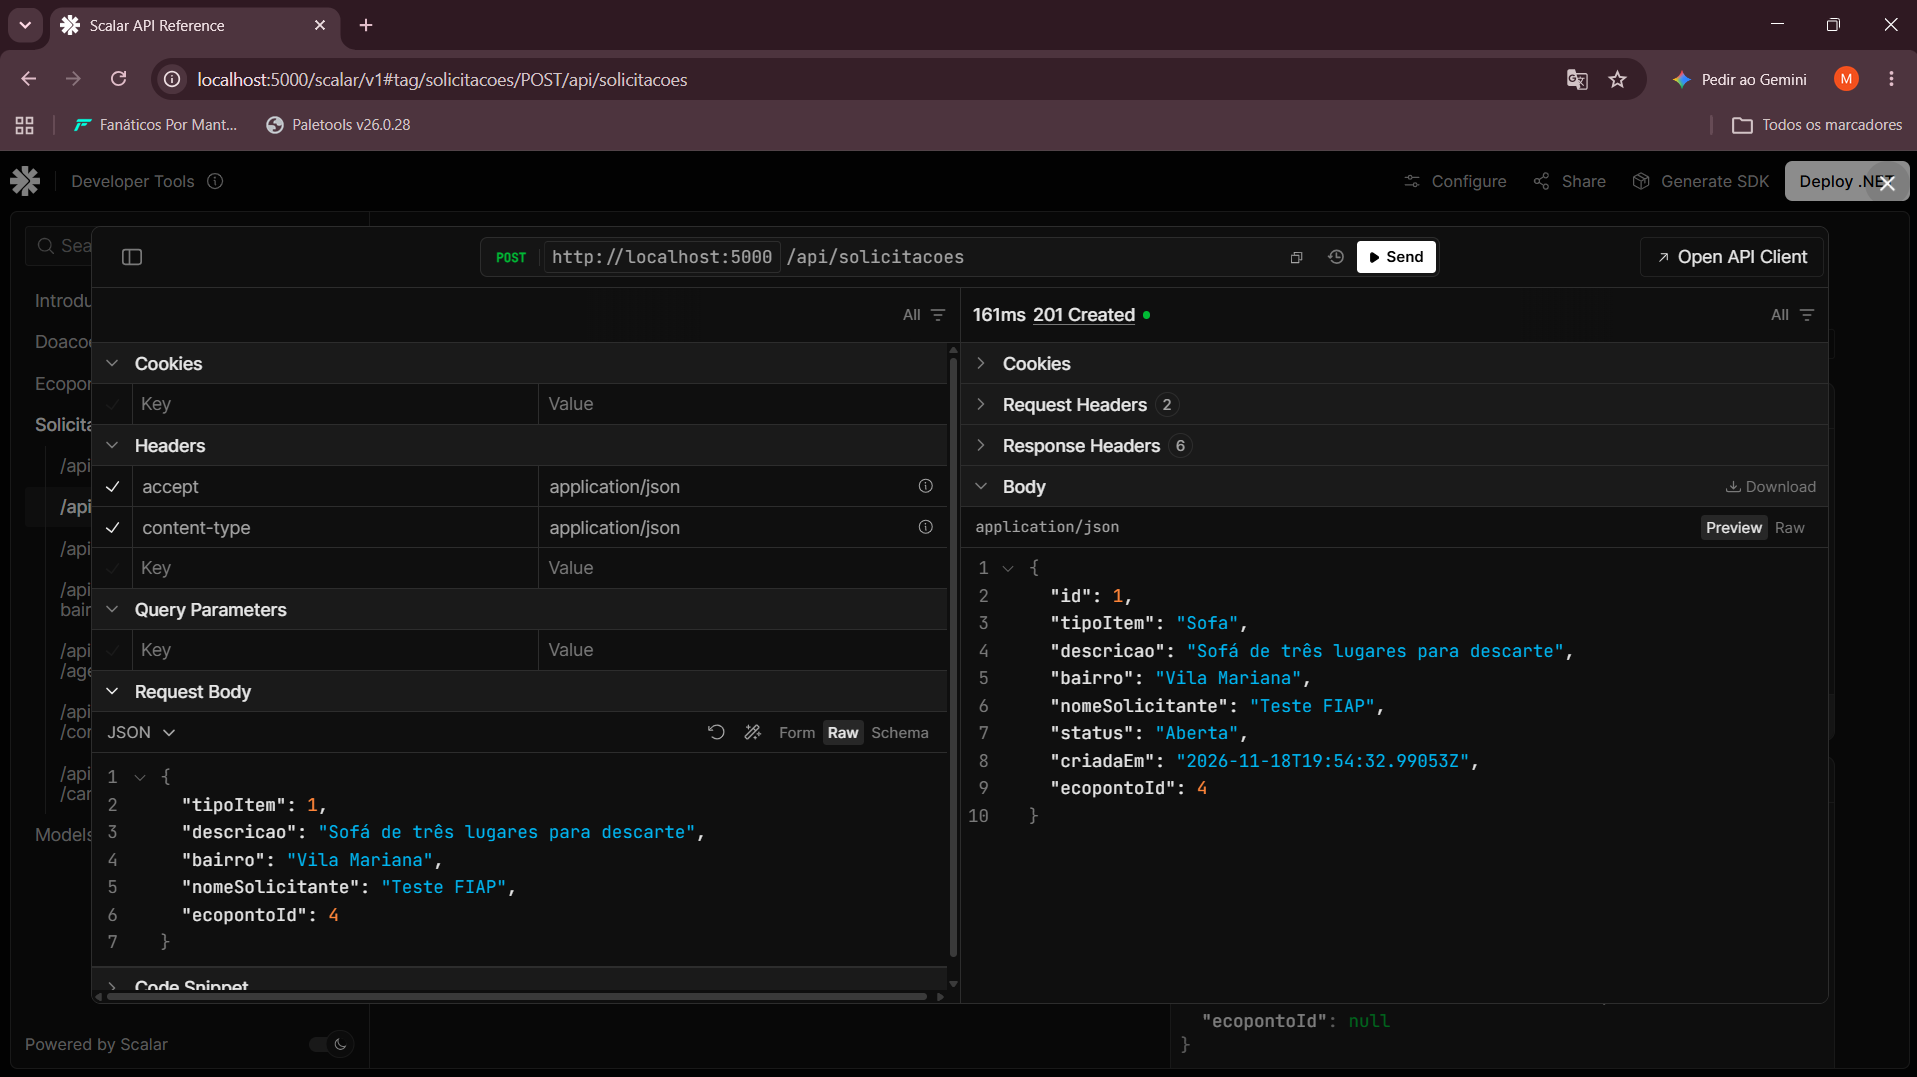 Scalar API Reference
localhost:5000/scalar/v1#tag/solicitacoes/POST/api/solicitacoes
Pedir ao Gemini
M
Fanáticos Por Mant...
Paletools v26.0.28
Todos os marcadores
Developer Tools
Configure
Share
Generate SDK
Deploy .NET
Sea
Introdu
Doaco
Ecopor
Solicita
/api
/api
/api
/api
bair
/api
/age
/api
/cor
/api
/car
Models
Powered by Scalar
POST
http://localhost:5000
/api/solicitacoes
Send
Open API Client
All
Cookies
Key
Value
Headers
accept
application/json
content-type
application/json
Key
Value
Query Parameters
Key
Value
Request Body
JSON
Form
Raw
Schema
1 {
2 "tipoItem": 1,
3 "descricao": "Sofá de três lugares para descarte",
4 "bairro": "Vila Mariana",
5 "nomeSolicitante": "Teste FIAP",
6 "ecopontoId": 4
7 }
Code Snippet
161ms 201 Created
All
Cookies
Request Headers 2
Response Headers 6
Body
Download
application/json
Preview
Raw
1 {
2 "id": 1,
3 "tipoItem": "Sofa",
4 "descricao": "Sofá de três lugares para descarte",
5 "bairro": "Vila Mariana",
6 "nomeSolicitante": "Teste FIAP",
7 "status": "Aberta",
8 "criadaEm": "2026-11-18T19:54:32.99053Z",
9 "ecopontoId": 4
10 }
"ecopontoId": null
}